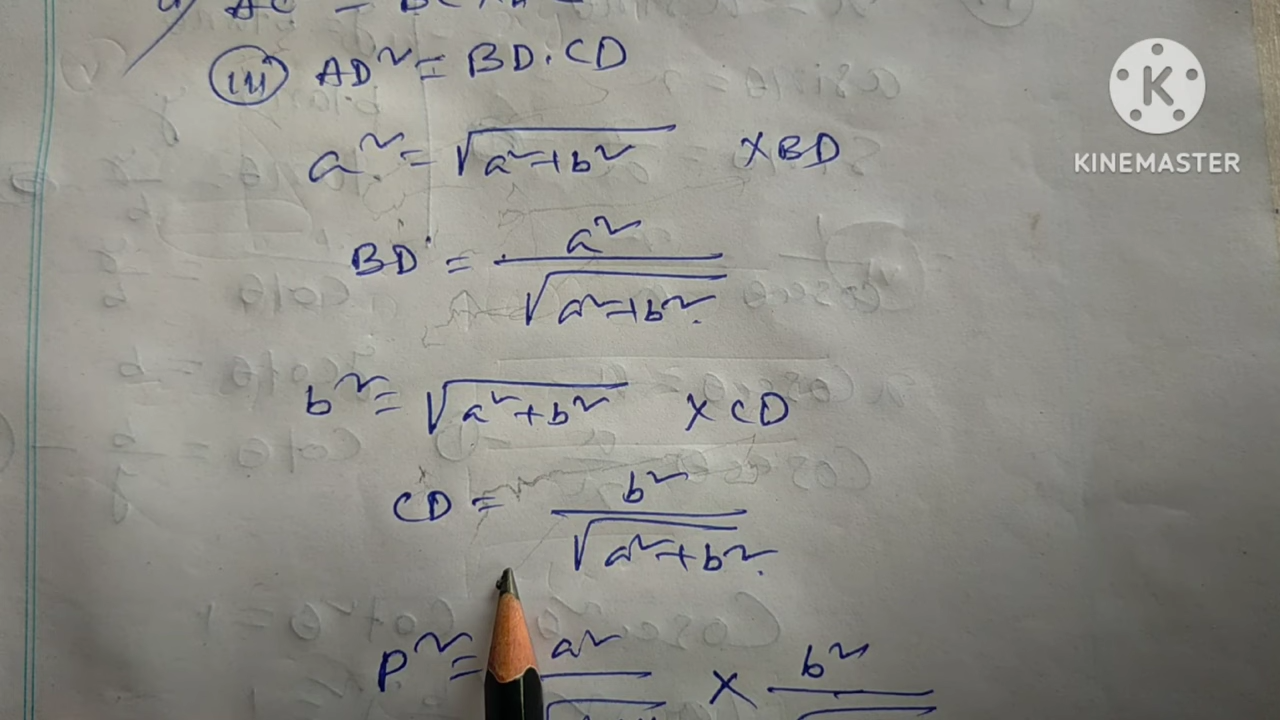 (iii) AD² = BD . CD
a² = √a²+b² × BD
BD = a² / √a²+b²
b² = √a²+b² × CD
CD = b² / √a²+b²
P² = a² × b²
K
KINEMASTER